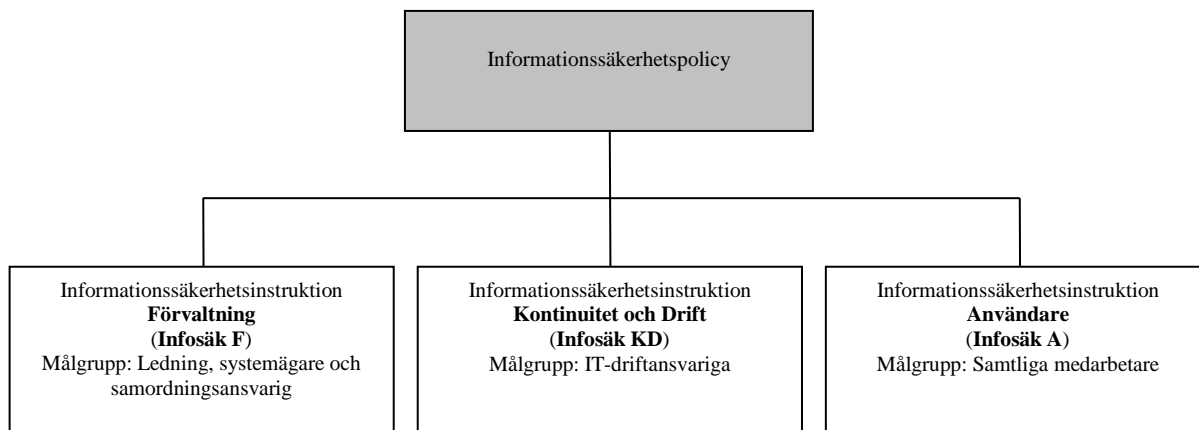 Informationssäkerhetspolicy
Informationssäkerhetsinstruktion
Förvaltning
(Infosäk F)
Målgrupp: Ledning, systemägare och
samordningsansvarig
Informationssäkerhetsinstruktion
Kontinuitet och Drift
(Infosäk KD)
Målgrupp: IT-driftansvariga
Informationssäkerhetsinstruktion
Användare
(Infosäk A)
Målgrupp: Samtliga medarbetare